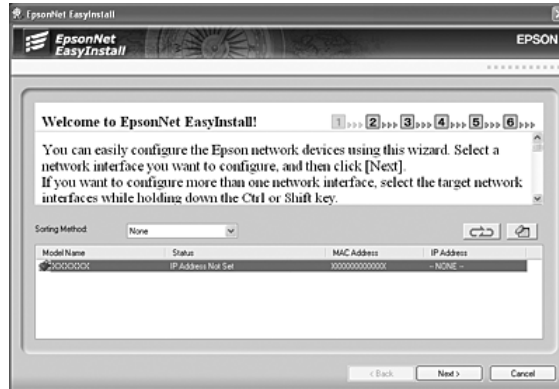 EpsonNet EasyInstall
EpsonNet
EasyInstall
EPSON
Welcome to EpsonNet EasyInstall!
1 >>> 2 >>> 3 >>> 4 >>> 5 >>> 6 >>>
You can easily configure the Epson network devices using this wizard. Select a
network interface you want to configure, and then click [Next].
If you want to configure more than one network interface, select the target network
interfaces while holding down the Ctrl or Shift key.
Sorting Method: None
Model Name Status MAC Address IP Address
XXXXXXX IP Address Not Set XXXXXXXXXXXX -- NONE --
< Back Next > Cancel